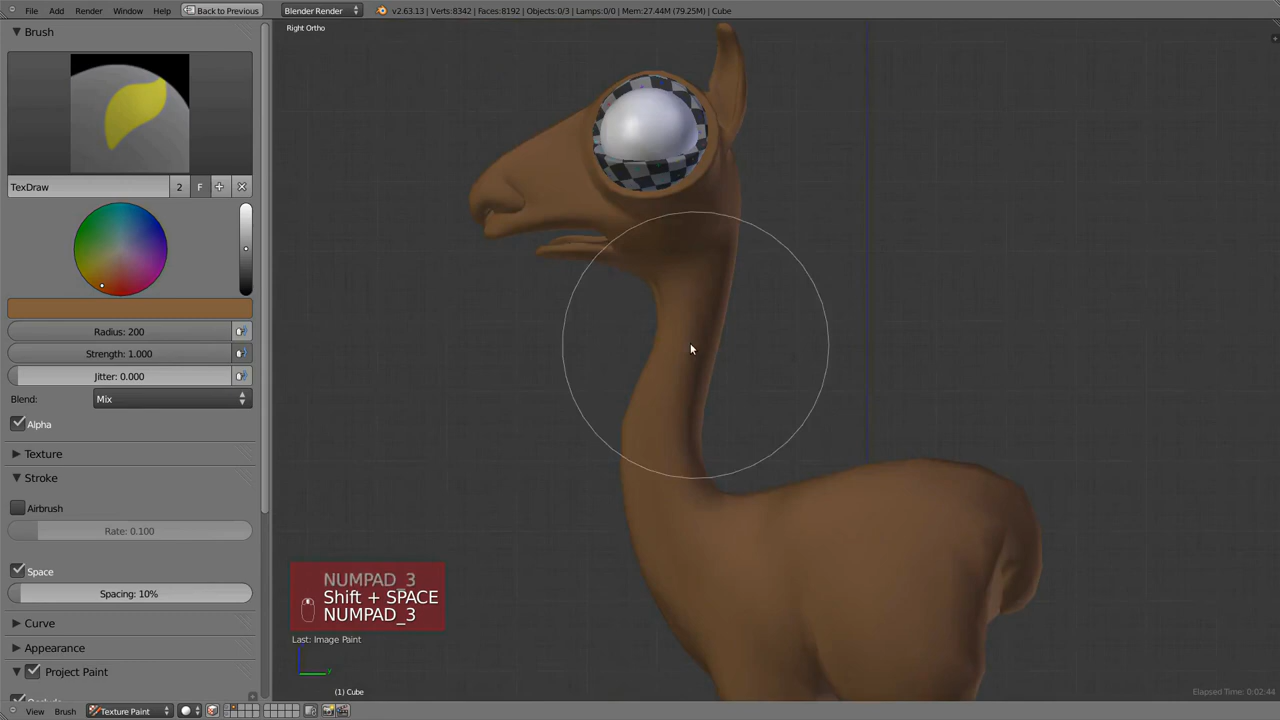 File Add Render Window Help Back to Previous Blender Render v2.63.13 | Verts:8342 | Faces:8192 | Objects:0/3 | Lamps:0/0 | Mem:27.44M (79.25M) | Cube
Brush
Right Ortho
TexDraw 2 F
Radius: 200
Strength: 1.000
Jitter: 0.000
Blend: Mix
Alpha
Texture
Stroke
Airbrush
Rate: 0.100
Space
Spacing: 10%
Curve
Appearance
Project Paint
NUMPAD_3
Shift + SPACE
NUMPAD_3
Last: Image Paint
(1) Cube
Elapsed Time: 0:02:44
View Brush Texture Paint